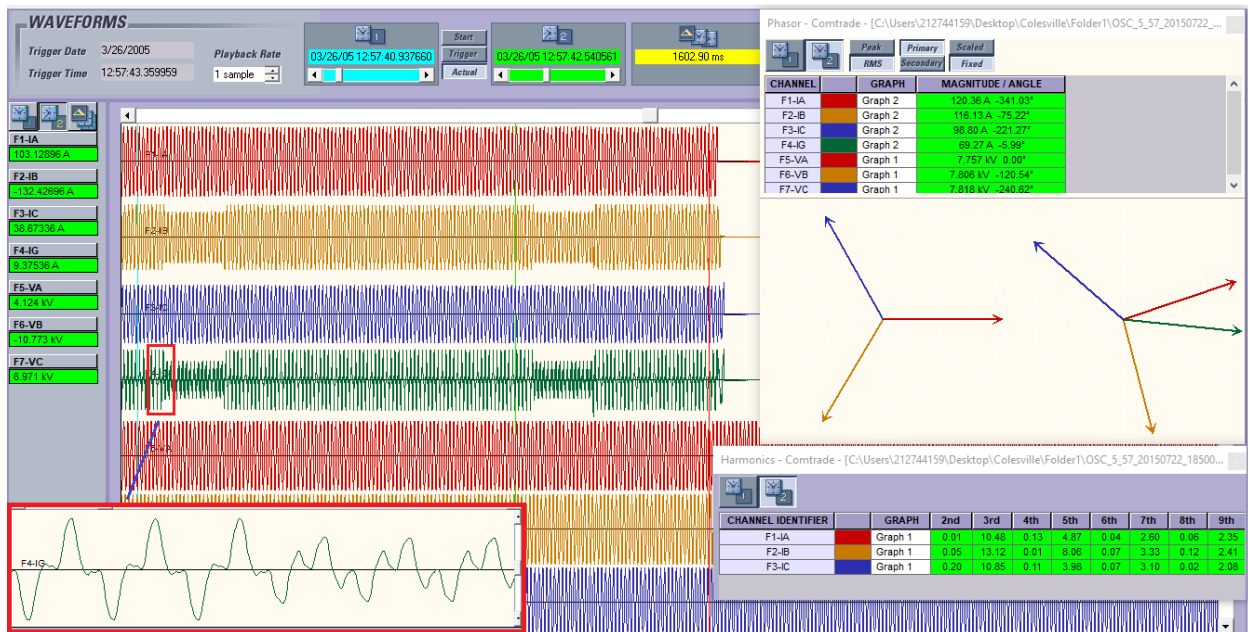 WAVEFORMS
Trigger Date 3/26/2005
Trigger Time 12:57:43.359959
Playback Rate
1 sample
1
03/26/05 12:57:40.937660
Start
Trigger
Actual
2
03/26/05 12:57:42.540561
1602.90 ms
F1-IA
103.12896 A
F2-IB
-132.42696 A
F3-IC
38.67336 A
F4-IG
9.37536 A
F5-VA
4.124 kV
F6-VB
-10.773 kV
F7-VC
6.971 kV
F2-IB
F4-IG
Phasor - Comtrade - [C:\Users\212744159\Desktop\Colesville\Folder1\OSC_5_57_20150722_...
1 2
Peak Primary Scaled
RMS Secondary Fixed
CHANNEL GRAPH MAGNITUDE / ANGLE
F1-IA Graph 2 120.36 A -341.03°
F2-IB Graph 2 116.13 A -75.22°
F3-IC Graph 2 98.80 A -221.27°
F4-IG Graph 2 69.27 A -5.99°
F5-VA Graph 1 7.757 kV 0.00°
F6-VB Graph 1 7.806 kV -120.54°
F7-VC Graph 1 7.818 kV -240.62°
Harmonics - Comtrade - [C:\Users\212744159\Desktop\Colesville\Folder1\OSC_5_57_20150722_18500...
1 2
CHANNEL IDENTIFIER GRAPH 2nd 3rd 4th 5th 6th 7th 8th 9th
F1-IA Graph 1 0.01 10.48 0.13 4.87 0.04 2.60 0.06 2.35
F2-IB Graph 1 0.05 13.12 0.01 8.06 0.07 3.33 0.12 2.41
F3-IC Graph 1 0.20 10.85 0.11 3.98 0.07 3.10 0.02 2.08